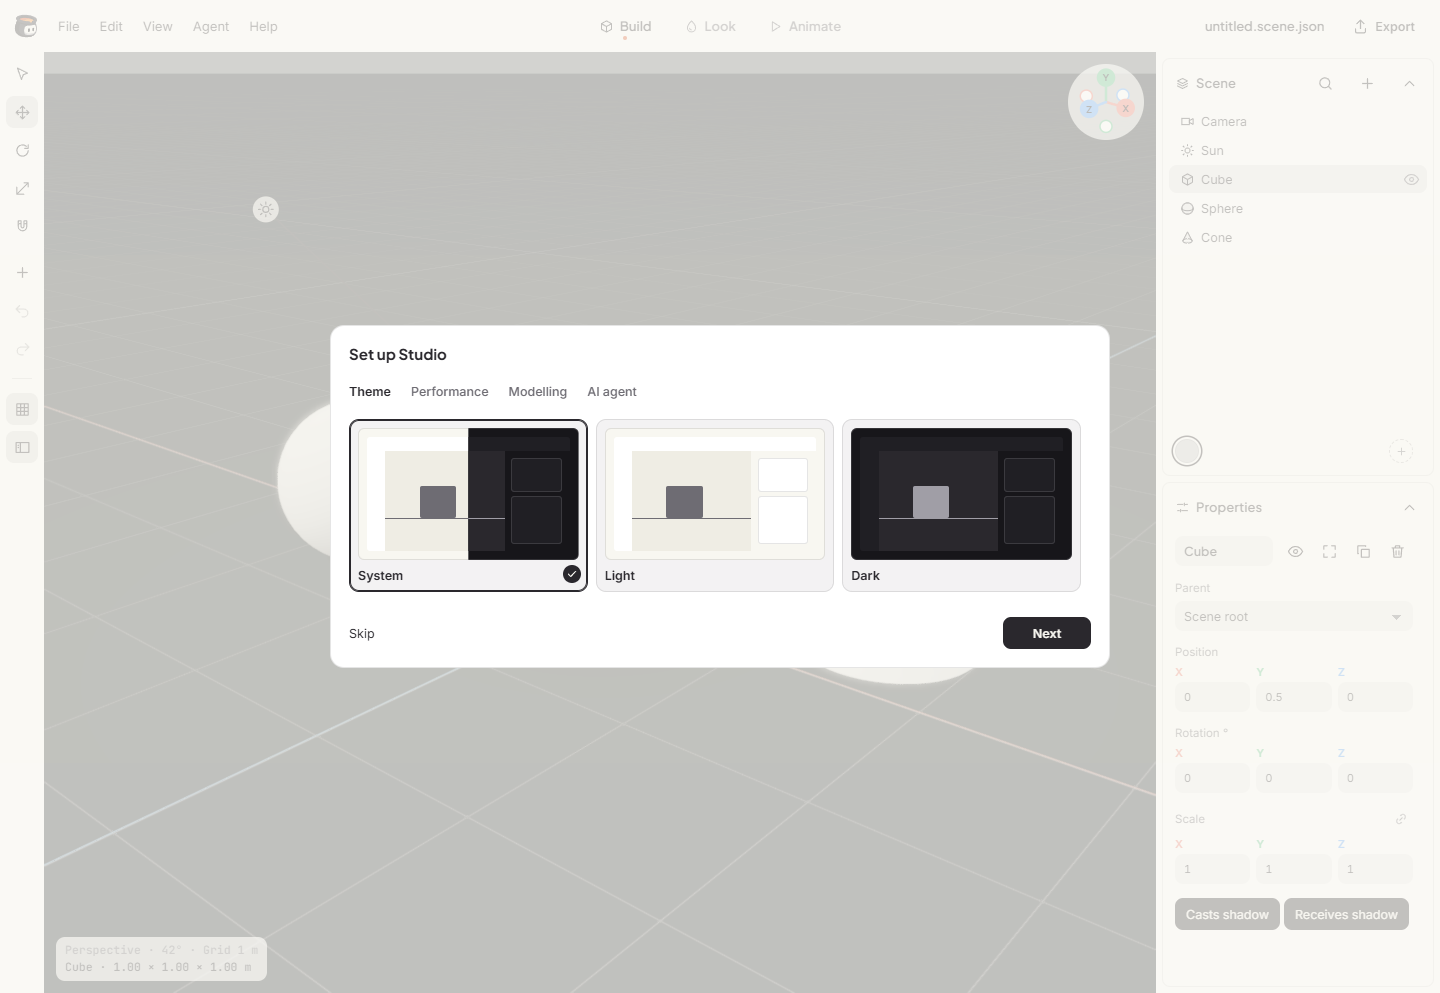 File Edit View Agent Help
Build Look Animate
untitled.scene.json Export
Y
Z X
Scene
Camera
Sun
Cube
Sphere
Cone
Set up Studio
Theme Performance Modelling AI agent
System Light Dark
Skip Next
Properties
Cube
Parent
Scene root
Position
X Y Z
0 0.5 0
Rotation °
X Y Z
0 0 0
Scale
X Y Z
1 1 1
Casts shadow Receives shadow
Perspective · 42° · Grid 1 m
Cube · 1.00 × 1.00 × 1.00 m